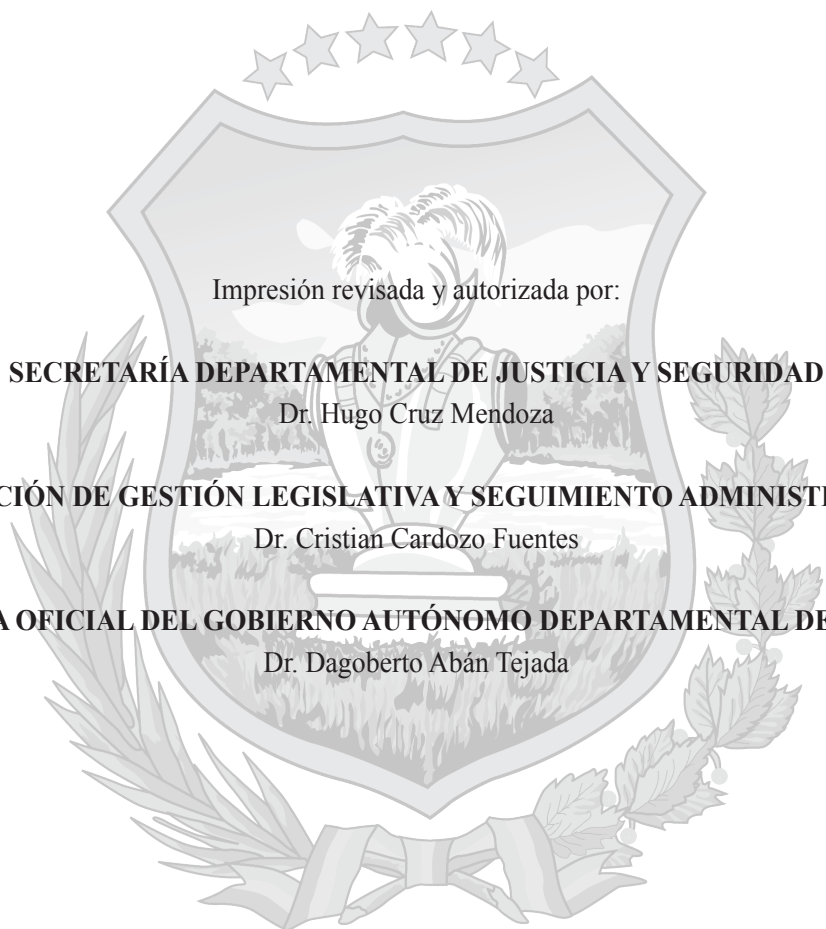 Impresión revisada y autorizada por:
SECRETARÍA DEPARTAMENTAL DE JUSTICIA Y SEGURIDAD
Dr. Hugo Cruz Mendoza
CIÓN DE GESTIÓN LEGISLATIVA Y SEGUIMIENTO ADMINIST
Dr. Cristian Cardozo Fuentes
A OFICIAL DEL GOBIERNO AUTÓNOMO DEPARTAMENTAL DE
Dr. Dagoberto Abán Tejada